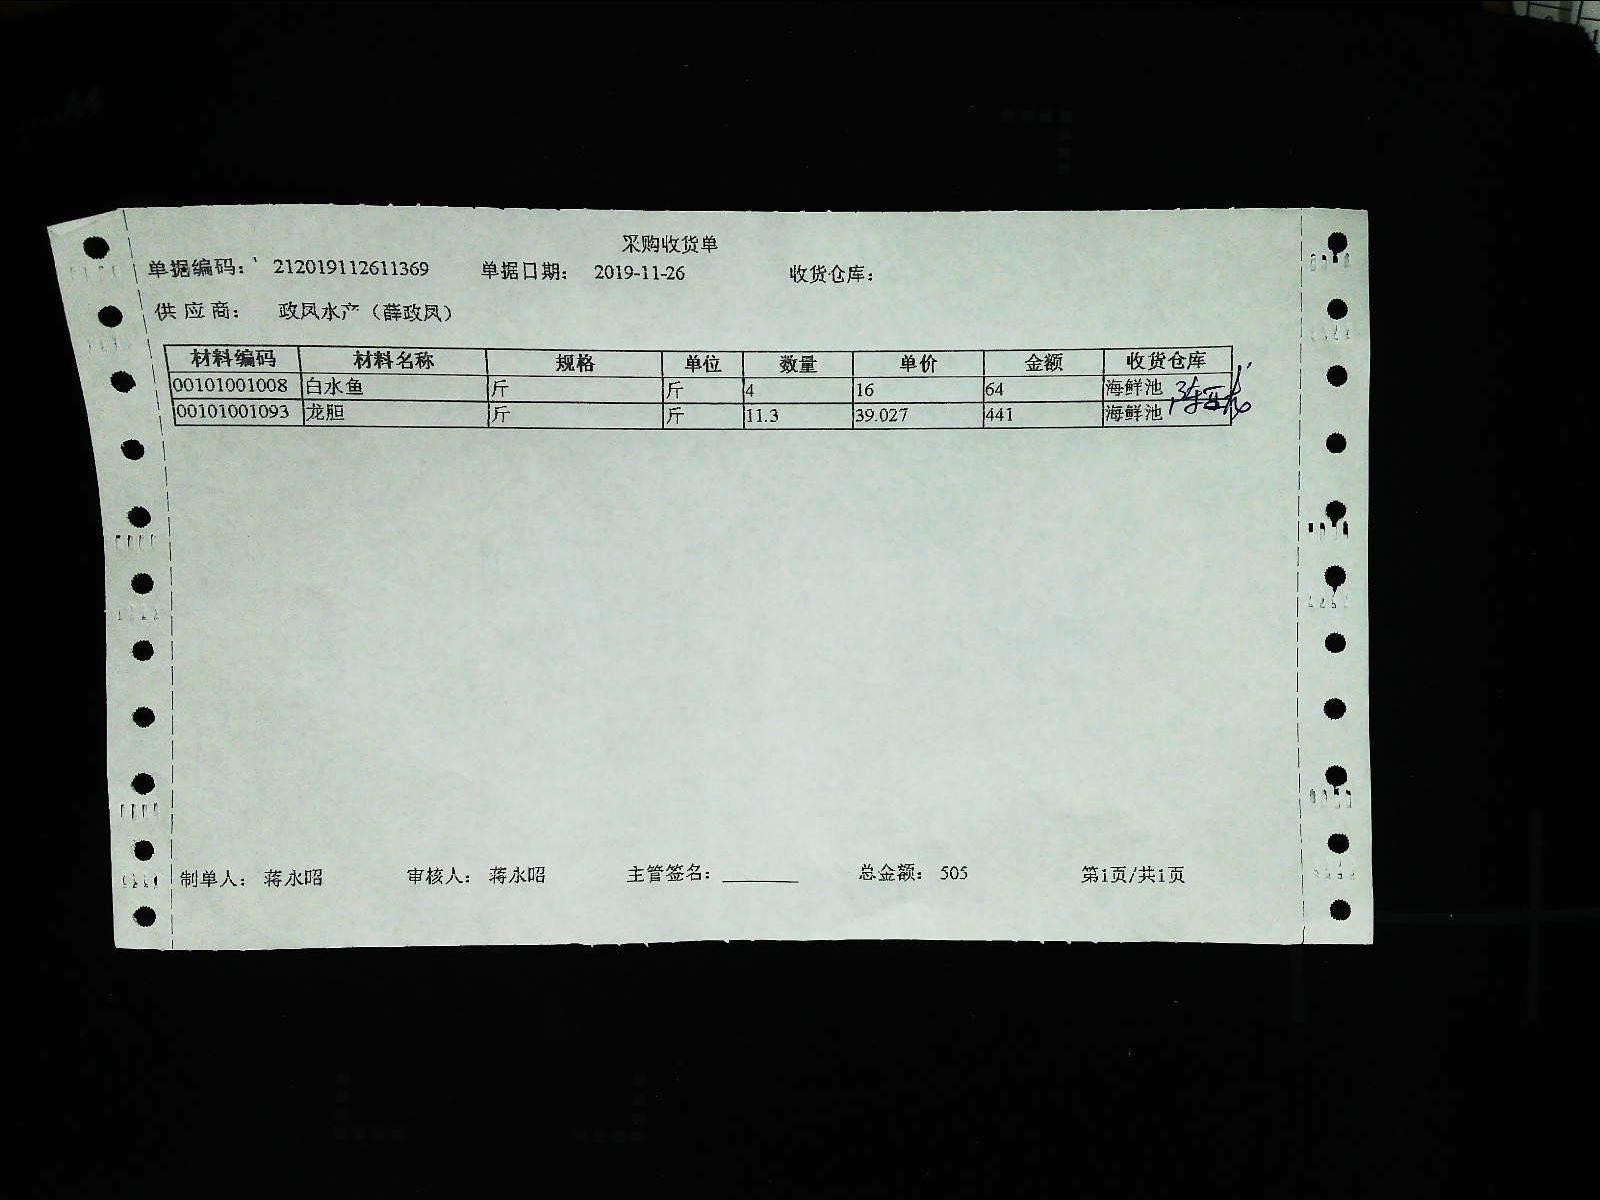 采购收货单
单据编码： 212019112611369 单据日期： 2019-11-26 收货仓库：
供应商： 政凤水产（薛政凤）
材料编码 材料名称 规格 单位 数量 单价 金额 收货仓库
00101001008 白水鱼 斤 斤 4 16 64 海鲜池
00101001093 龙胆 斤 斤 11.3 39.027 441 海鲜池
制单人： 蒋永昭 审核人： 蒋永昭 主管签名： 总金额： 505 第1页/共1页